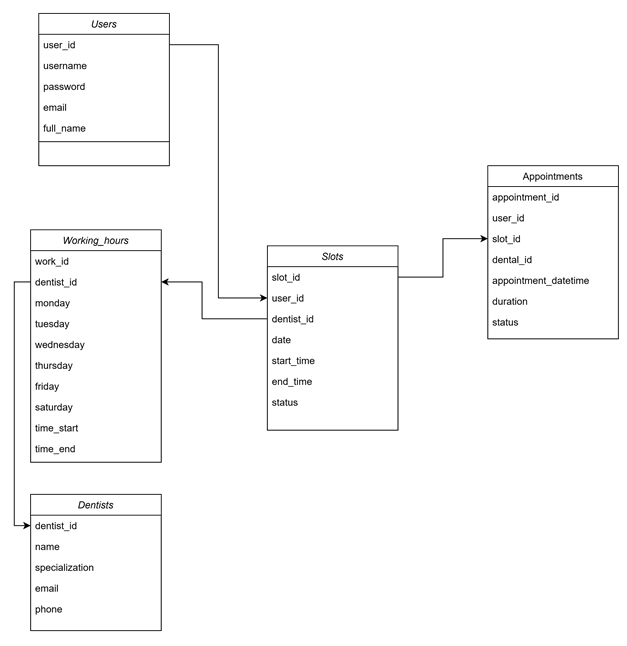 Users
user_id
username
password
email
full_name
Appointments
appointment_id
user_id
slot_id
dental_id
appointment_datetime
duration
status
Working_hours
work_id
dentist_id
monday
tuesday
wednesday
thursday
friday
saturday
time_start
time_end
Slots
slot_id
user_id
dentist_id
date
start_time
end_time
status
Dentists
dentist_id
name
specialization
email
phone